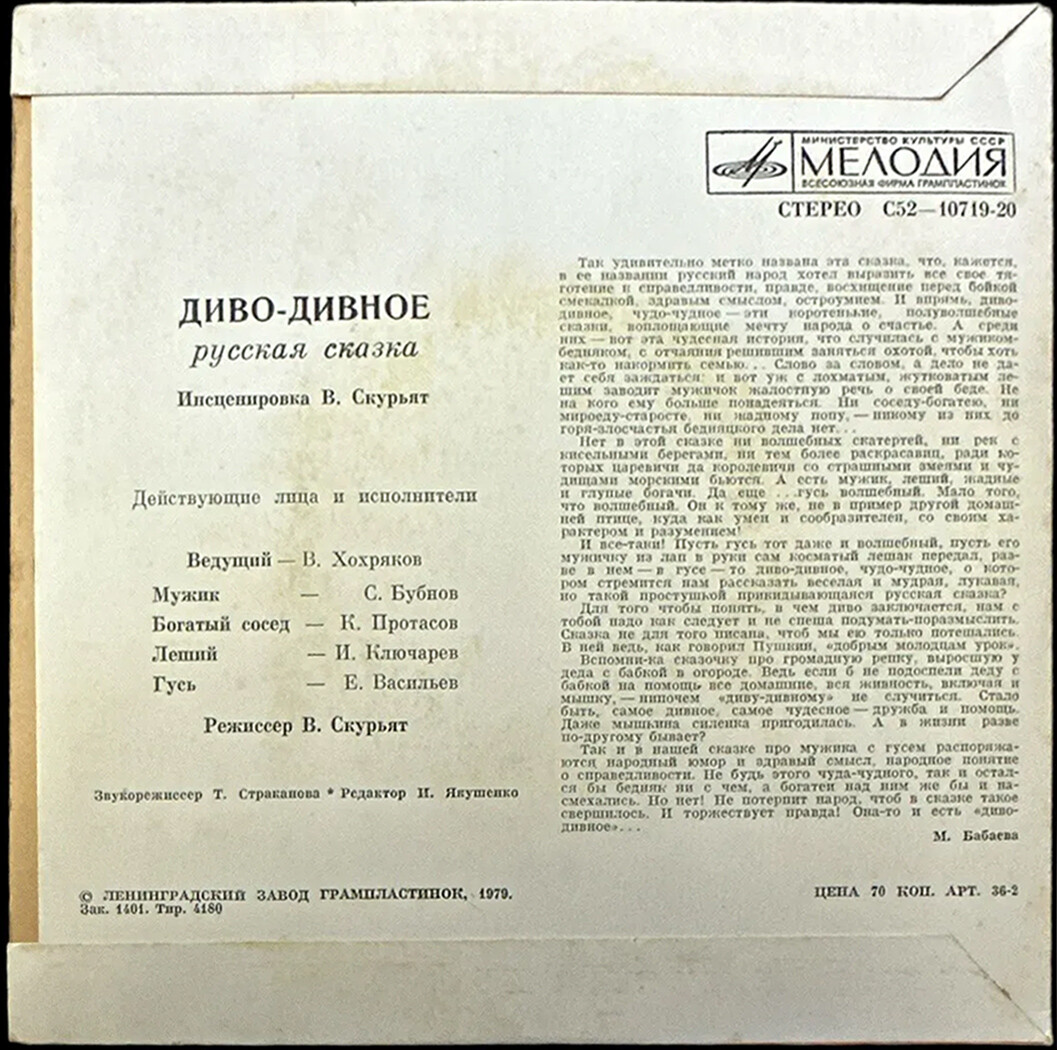 МИНИСТЕРСТВО КУЛЬТУРЫ СССР
МЕЛОДИЯ
ВСЕСОЮЗНАЯ ФИРМА ГРАМПЛАСТИНОК
СТЕРЕО С52—10719-20
ДИВО-ДИВНОЕ
русская сказка
Инсценировка В. Скурьят
Действующие лица и исполнители
Ведущий — В. Хохряков
Мужик — С. Бубнов
Богатый сосед — К. Протасов
Леший — И. Ключарев
Гусь — Е. Васильев
Режиссер В. Скурьят
Звукорежиссер Т. Страканова * Редактор И. Якушенко
Так удивительно метко названа эта сказка, что, кажется,
в ее названии русский народ хотел выразить все свое тя-
готение к справедливости, правде, восхищение перед бойкой
смекалкой, здравым смыслом, остроумием. И впрямь, диво-
дивное, чудо-чудное — эти коротенькие, полуволшебные
сказки, воплощающие мечту народа о счастье. А среди
них — вот эта чудесная история, что случилась с мужиком-
бедняком, с отчаяния решившим заняться охотой, чтобы хоть
как-то накормить семью... Слово за словом, а дело не да-
ет себя заждаться: и вот уж с лохматым, жутковатым ле-
шим заводит мужичок жалостную речь о своей беде. Не
на кого ему больше понадеяться. Ни соседу-богатею, ни
мироеду-старосте, ни жадному попу, — никому из них до
горя-злосчастья бедняцкого дела нет...
Нет в этой сказке ни волшебных скатертей, ни рек с
кисельными берегами, ни тем более раскрасавиц, ради ко-
торых царевичи да королевичи со страшными змеями и чу-
дищами морскими бьются. А есть мужик, леший, жадные
и глупые богачи. Да еще ...гусь волшебный. Мало того,
что волшебный. Он к тому же, не в пример другой домаш-
ней птице, куда как умен и сообразителен, со своим ха-
рактером и разумением!
И все-таки! Пусть гусь тот даже и волшебный, пусть его
мужичку из лап в руки сам косматый лешак передал, раз-
ве в нем — в гусе — то диво-дивное, чудо-чудное, о кото-
ром стремится нам рассказать веселая и мудрая, лукавая,
но такой простушкой прикидывающаяся русская сказка?
Для того чтобы понять, в чем диво заключается, нам с
тобой надо как следует и не спеша подумать-поразмыслить.
Сказка не для того писана, чтоб мы ею только потешались.
В ней ведь, как говорил Пушкин, «добрым молодцам урок».
Вспомни-ка сказочку про громадную репку, выросшую у
деда с бабкой в огороде. Ведь если б не подоспели деду с
бабкой на помощь все домашние, вся живность, включая и
мышку, — нипочем «диву-дивному» не случиться. Стало
быть, самое дивное, самое чудесное — дружба и помощь.
Даже мышкина силенка пригодилась. А в жизни разве
по-другому бывает?
Так и в нашей сказке про мужика с гусем распоряжа-
ются народный юмор и здравый смысл, народное понятие
о справедливости. Не будь этого чуда-чудного, так и остал-
ся бы бедняк ни с чем, а богатеи над ним же бы и на-
смехались. Но нет! Не потерпит народ, чтоб в сказке такое
свершилось. И торжествует правда! Она-то и есть «диво-
дивное»...
М. Бабаева
© ЛЕНИНГРАДСКИЙ ЗАВОД ГРАМПЛАСТИНОК, 1979.
Зак. 1401. Тир. 4180
ЦЕНА 70 КОП. АРТ. 36-2